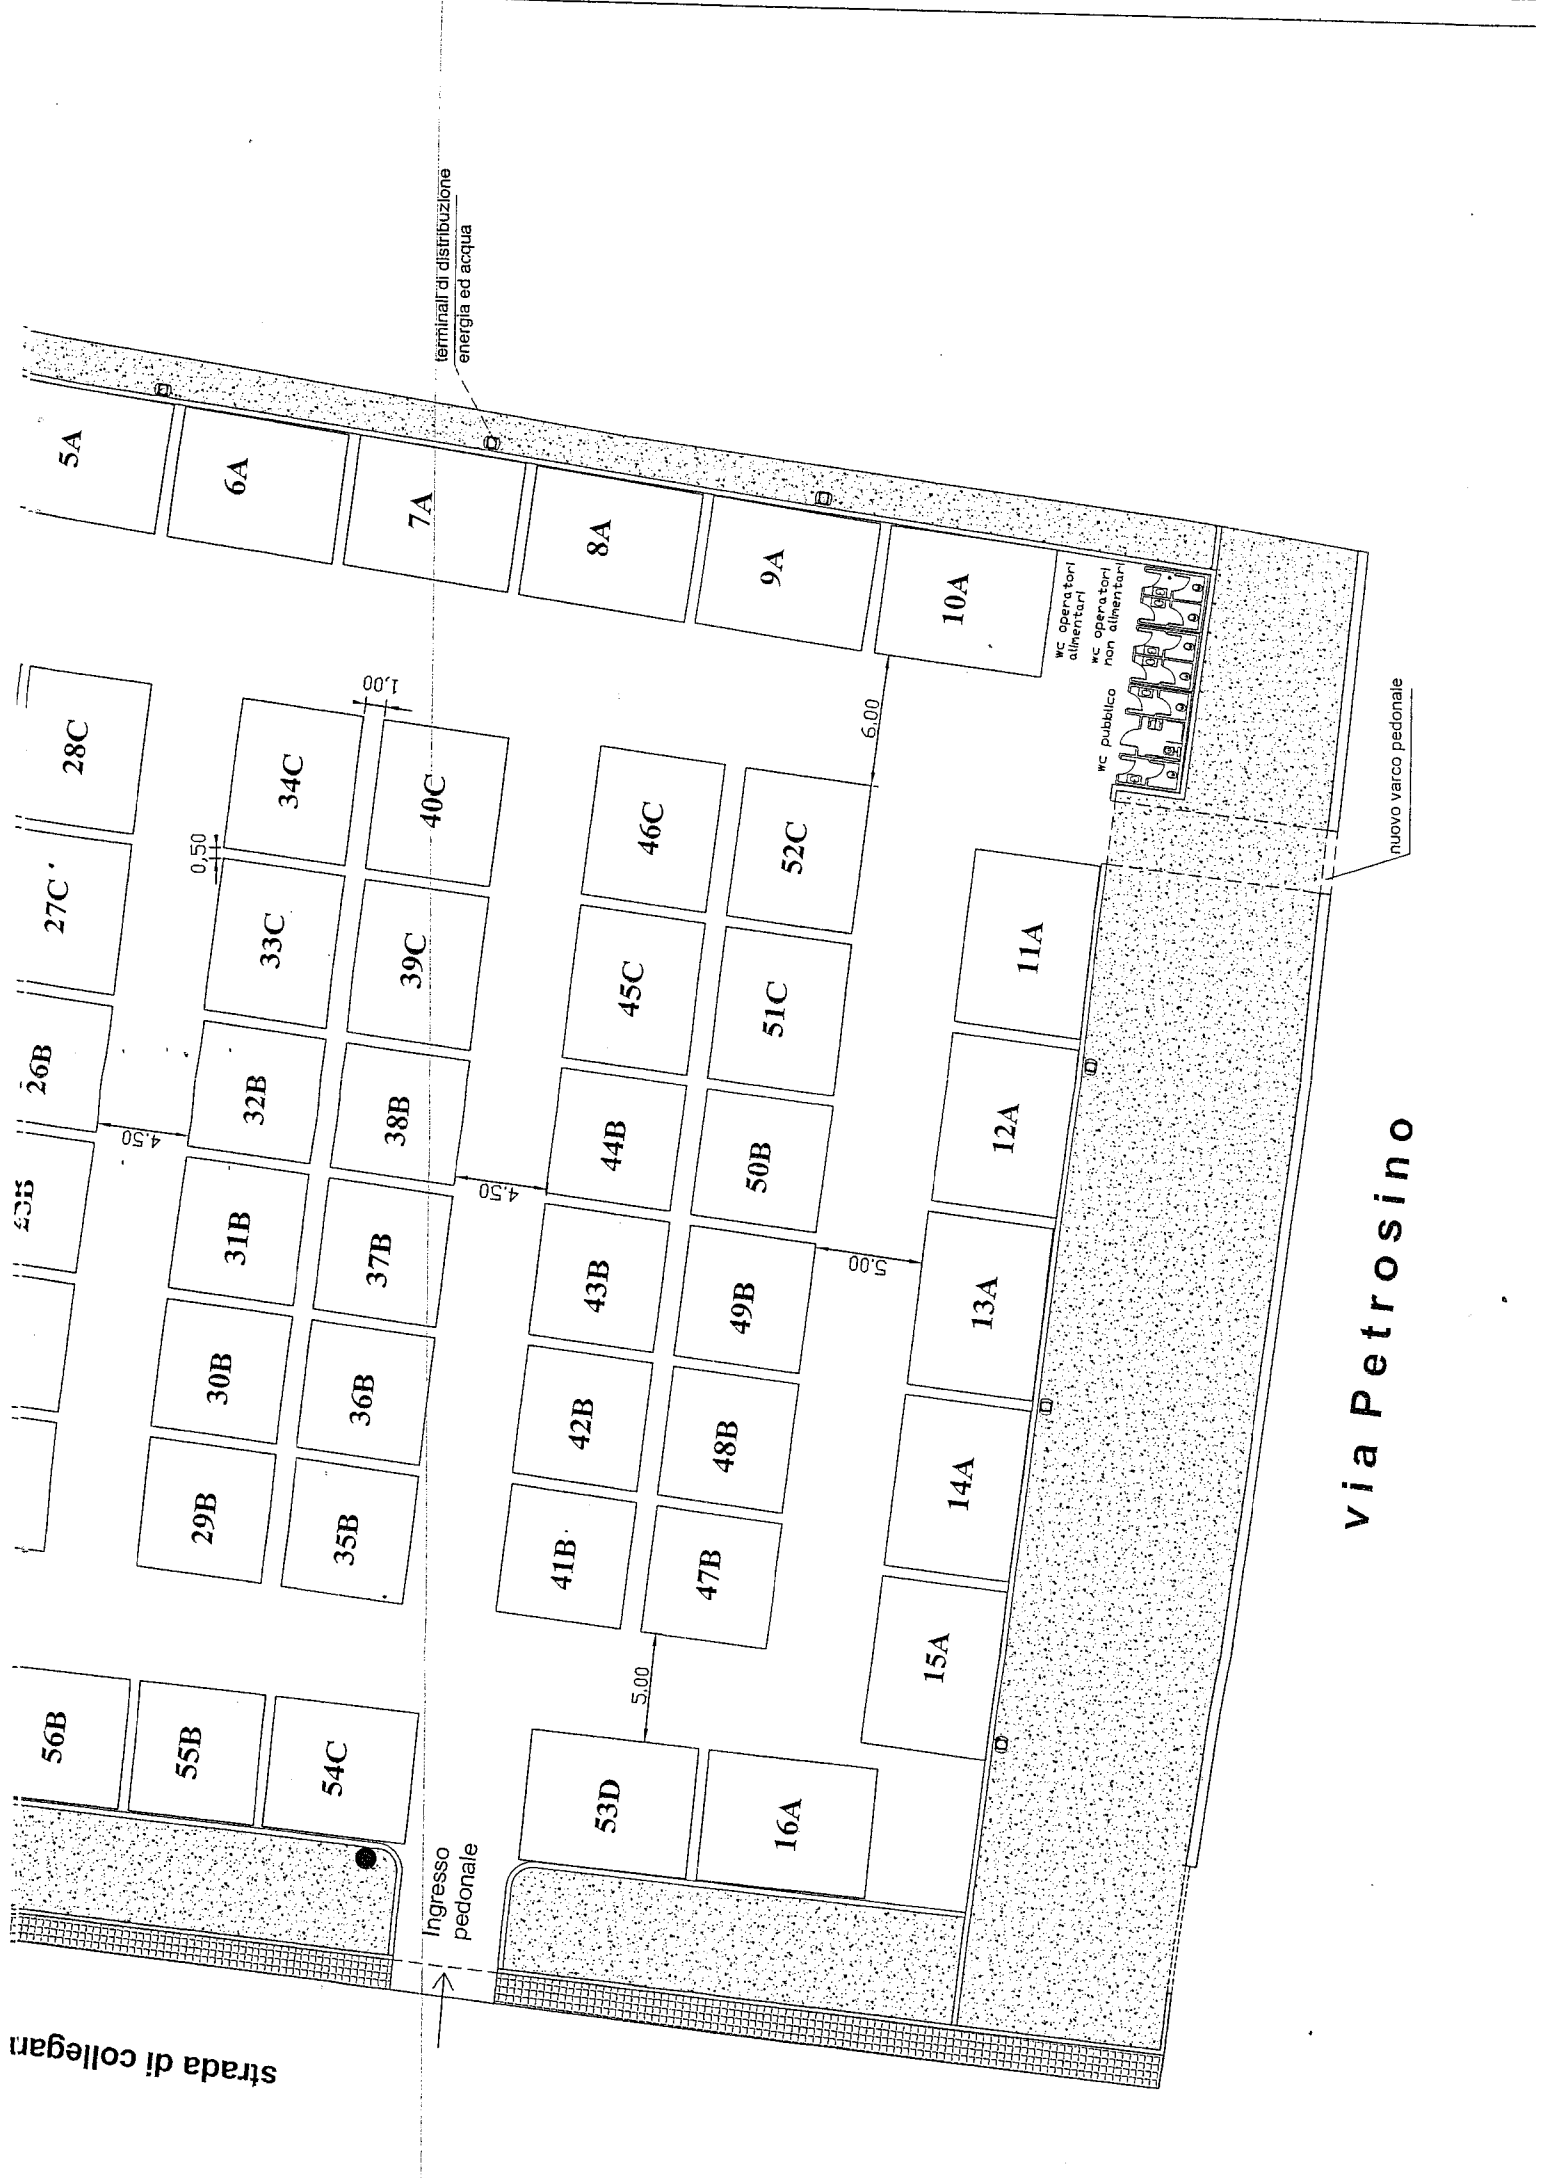 terminali di distribuzione
energia ed acqua
5A
6A
7A
8A
9A
10A
wc operatori
alimentari
wc operatori
non alimentari
wc pubblico
nuovo varco pedonale
28C
34C
1,00
40C
46C
52C
6.00
27C
0,50
33C
39C
45C
51C
11A
26B
4.50
32B
38B
4.50
44B
50B
12A
31B
37B
43B
49B
5.00
13A
30B
36B
42B
48B
14A
29B
35B
41B
47B
15A
5.00
56B
55B
54C
53D
16A
Ingresso
pedonale
via Petrosino
strada di